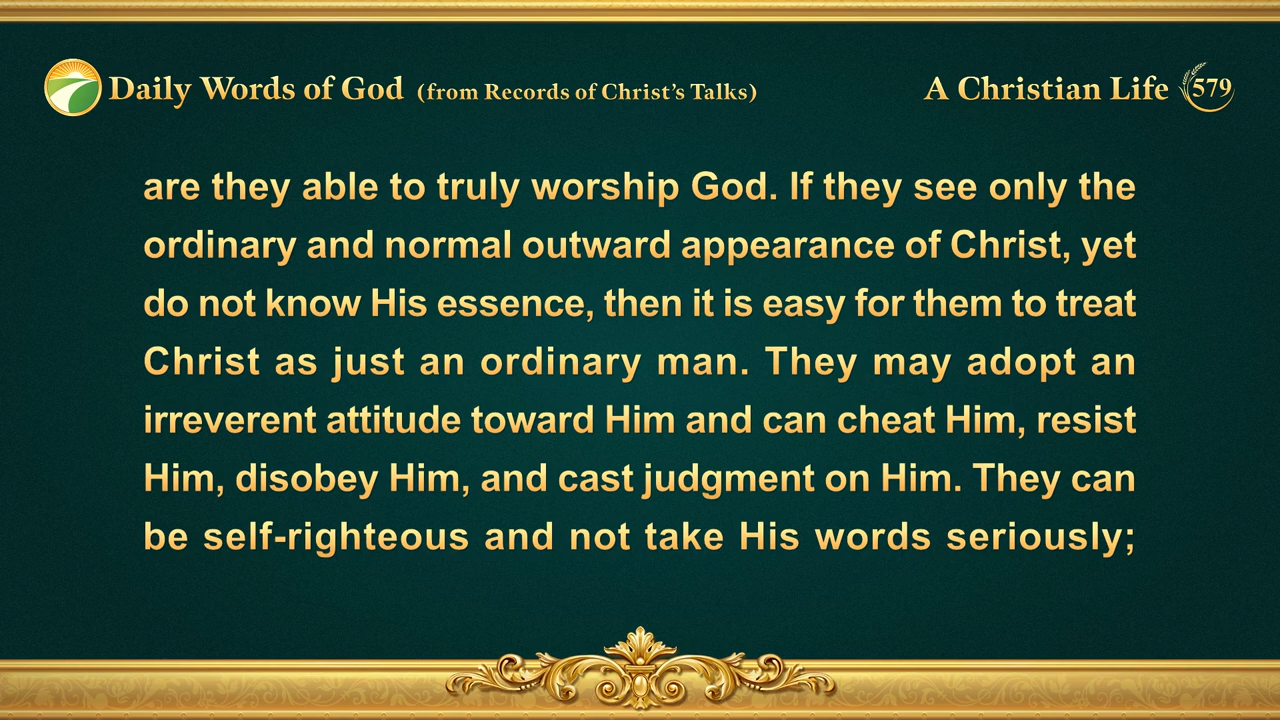 Daily Words of God (from Records of Christ's Talks)
A Christian Life 579
are they able to truly worship God. If they see only the
ordinary and normal outward appearance of Christ, yet
do not know His essence, then it is easy for them to treat
Christ as just an ordinary man. They may adopt an
irreverent attitude toward Him and can cheat Him, resist
Him, disobey Him, and cast judgment on Him. They can
be self-righteous and not take His words seriously;